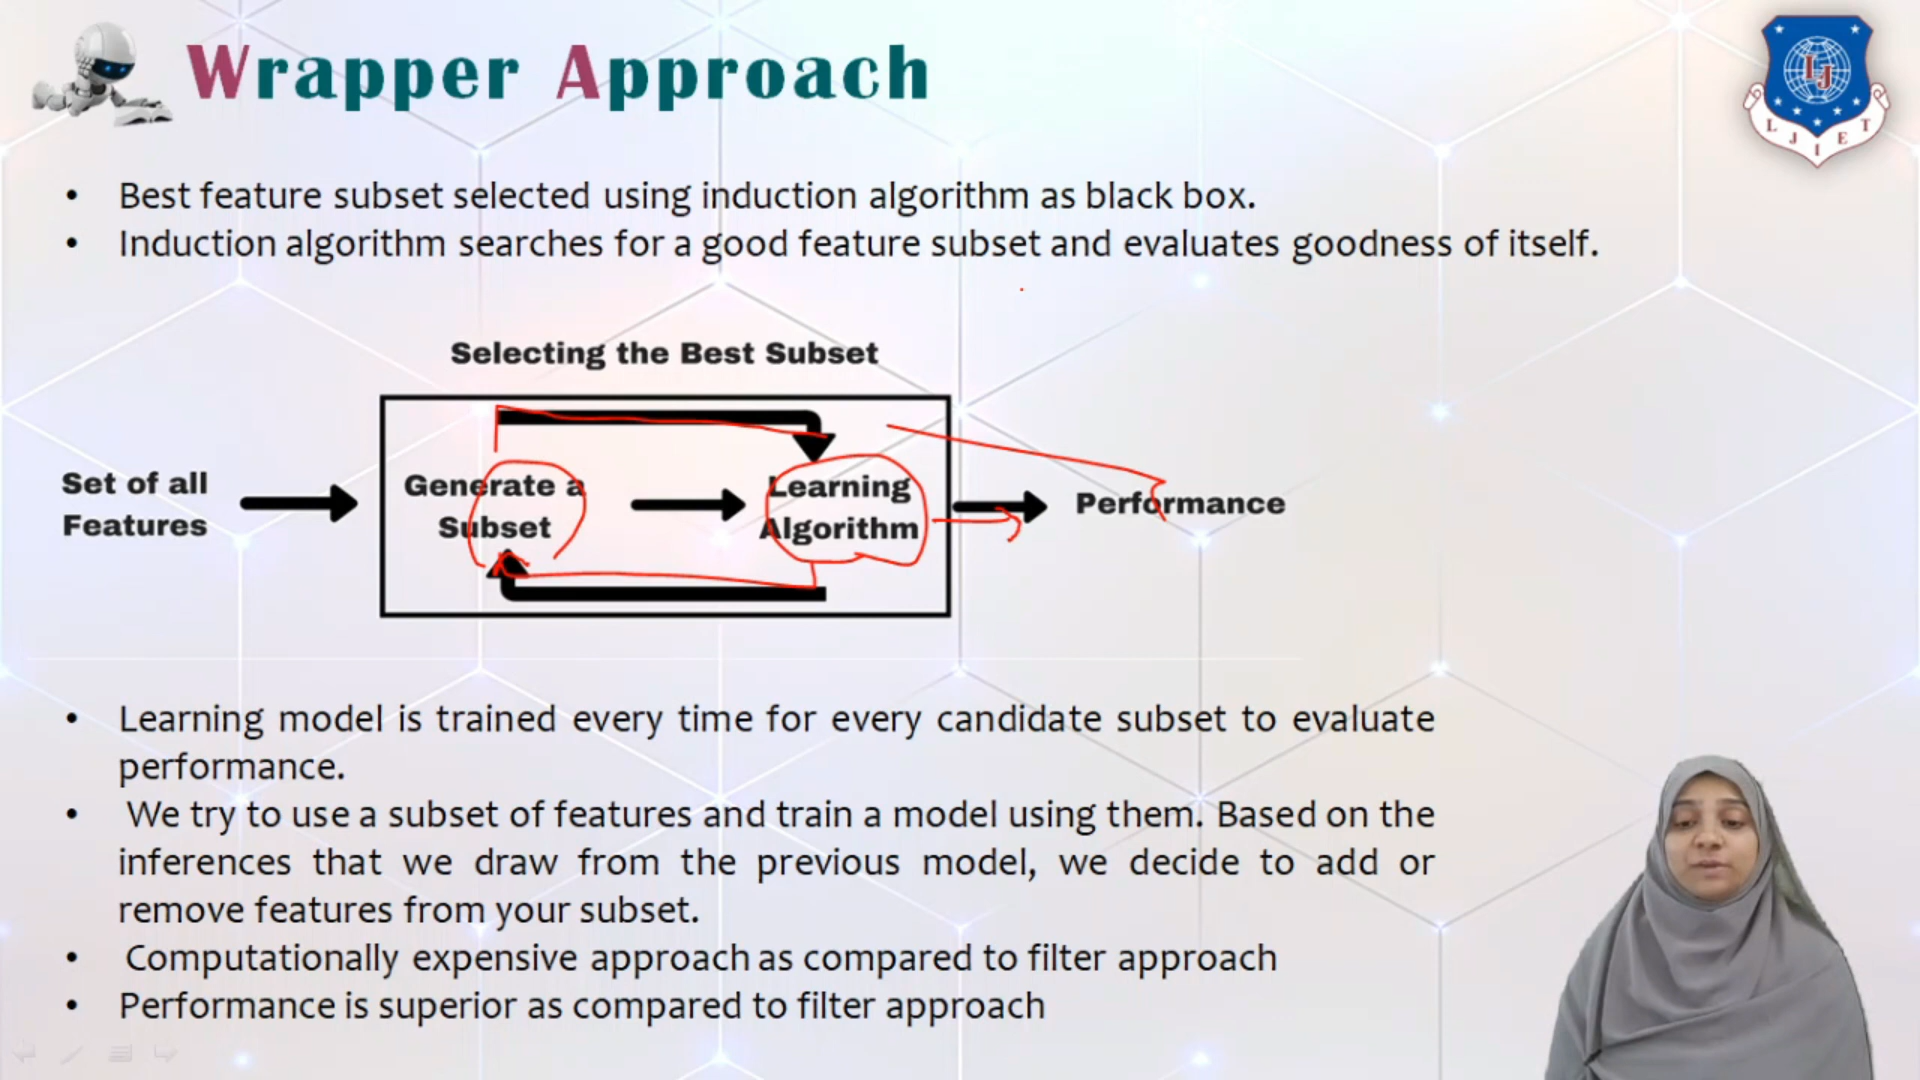 Wrapper Approach
L J I E T
LJ
• Best feature subset selected using induction algorithm as black box.
• Induction algorithm searches for a good feature subset and evaluates goodness of itself.
Selecting the Best Subset
Set of all
Features
Generate a
Subset
Learning
Algorithm
Performance
• Learning model is trained every time for every candidate subset to evaluate
performance.
• We try to use a subset of features and train a model using them. Based on the
inferences that we draw from the previous model, we decide to add or
remove features from your subset.
• Computationally expensive approach as compared to filter approach
• Performance is superior as compared to filter approach